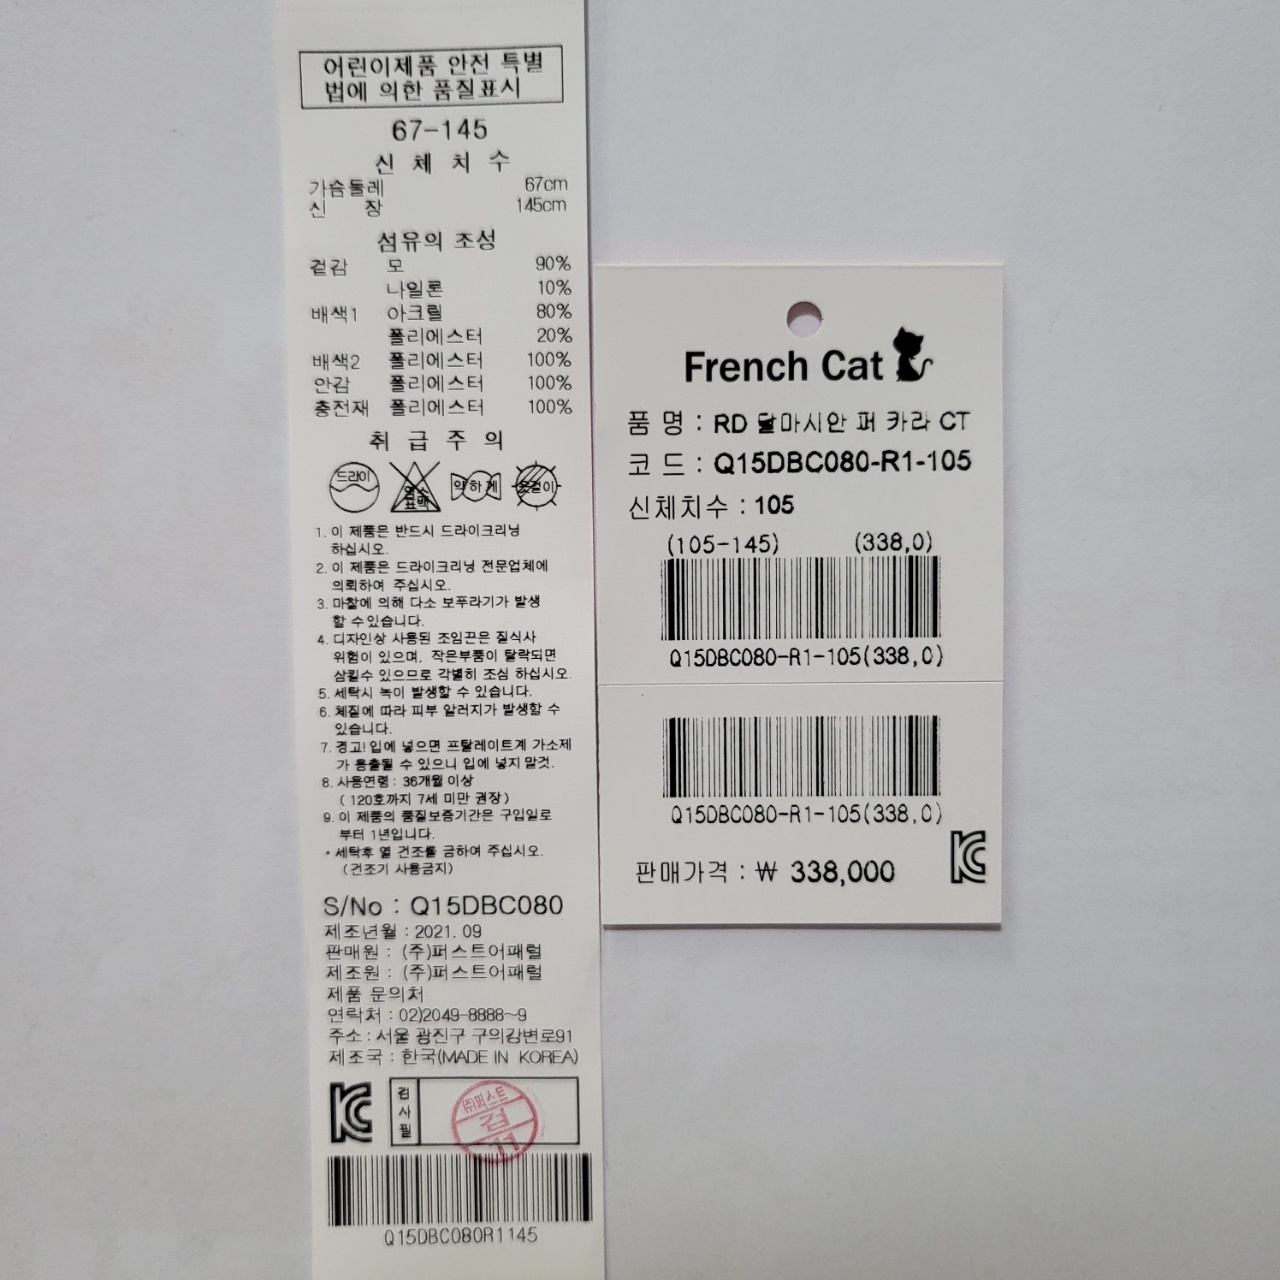 어린이제품 안전 특별
법에 의한 품질표시
67-145
신 체 치 수
가슴둘레 67cm
신 장 145cm
섬유의 조성
겉감 모 90%
나일론 10%
배색1 아크릴 80%
폴리에스터 20%
배색2 폴리에스터 100%
안감 폴리에스터 100%
충전재 폴리에스터 100%
취 급 주 의
드라이 염소 표백 약하게 옷걸이
1. 이 제품은 반드시 드라이크리닝
하십시오.
2. 이 제품은 드라이크리닝 전문업체에
의뢰하여 주십시오.
3. 마찰에 의해 다소 보푸라기가 발생
할 수 있습니다.
4. 디자인상 사용된 조임끈은 질식사
위험이 있으며, 작은부품이 탈락되면
삼킬수 있으므로 각별히 조심 하십시오.
5. 세탁시 녹이 발생할 수 있습니다.
6. 체질에 따라 피부 알러지가 발생할 수
있습니다.
7. 경고! 입에 넣으면 프탈레이트계 가소제
가 용출될 수 있으니 입에 넣지 말것.
8. 사용연령 : 36개월 이상
( 120호까지 7세 미만 권장 )
9. 이 제품의 품질보증기간은 구입일로
부터 1년입니다.
* 세탁후 열 건조를 금하여 주십시오.
(건조기 사용금지)
S/No : Q15DBC080
제조년월 : 2021. 09
판매원 : (주)퍼스트어패럴
제조원 : (주)퍼스트어패럴
제품 문의처
연락처 : 02)2049-8888~9
주소 : 서울 광진구 구의강변로91
제조국 : 한국(MADE IN KOREA)
KC
검사필
(주)퍼스트
검
11
Q15DBC080R1145
French Cat
품 명 : RD 달마시안 퍼 카라 CT
코 드 : Q15DBC080-R1-105
신체치수 : 105
(105-145) (338,0)
Q15DBC080-R1-105(338,0)
Q15DBC080-R1-105(338,0)
KC
판매가격 : ₩ 338,000